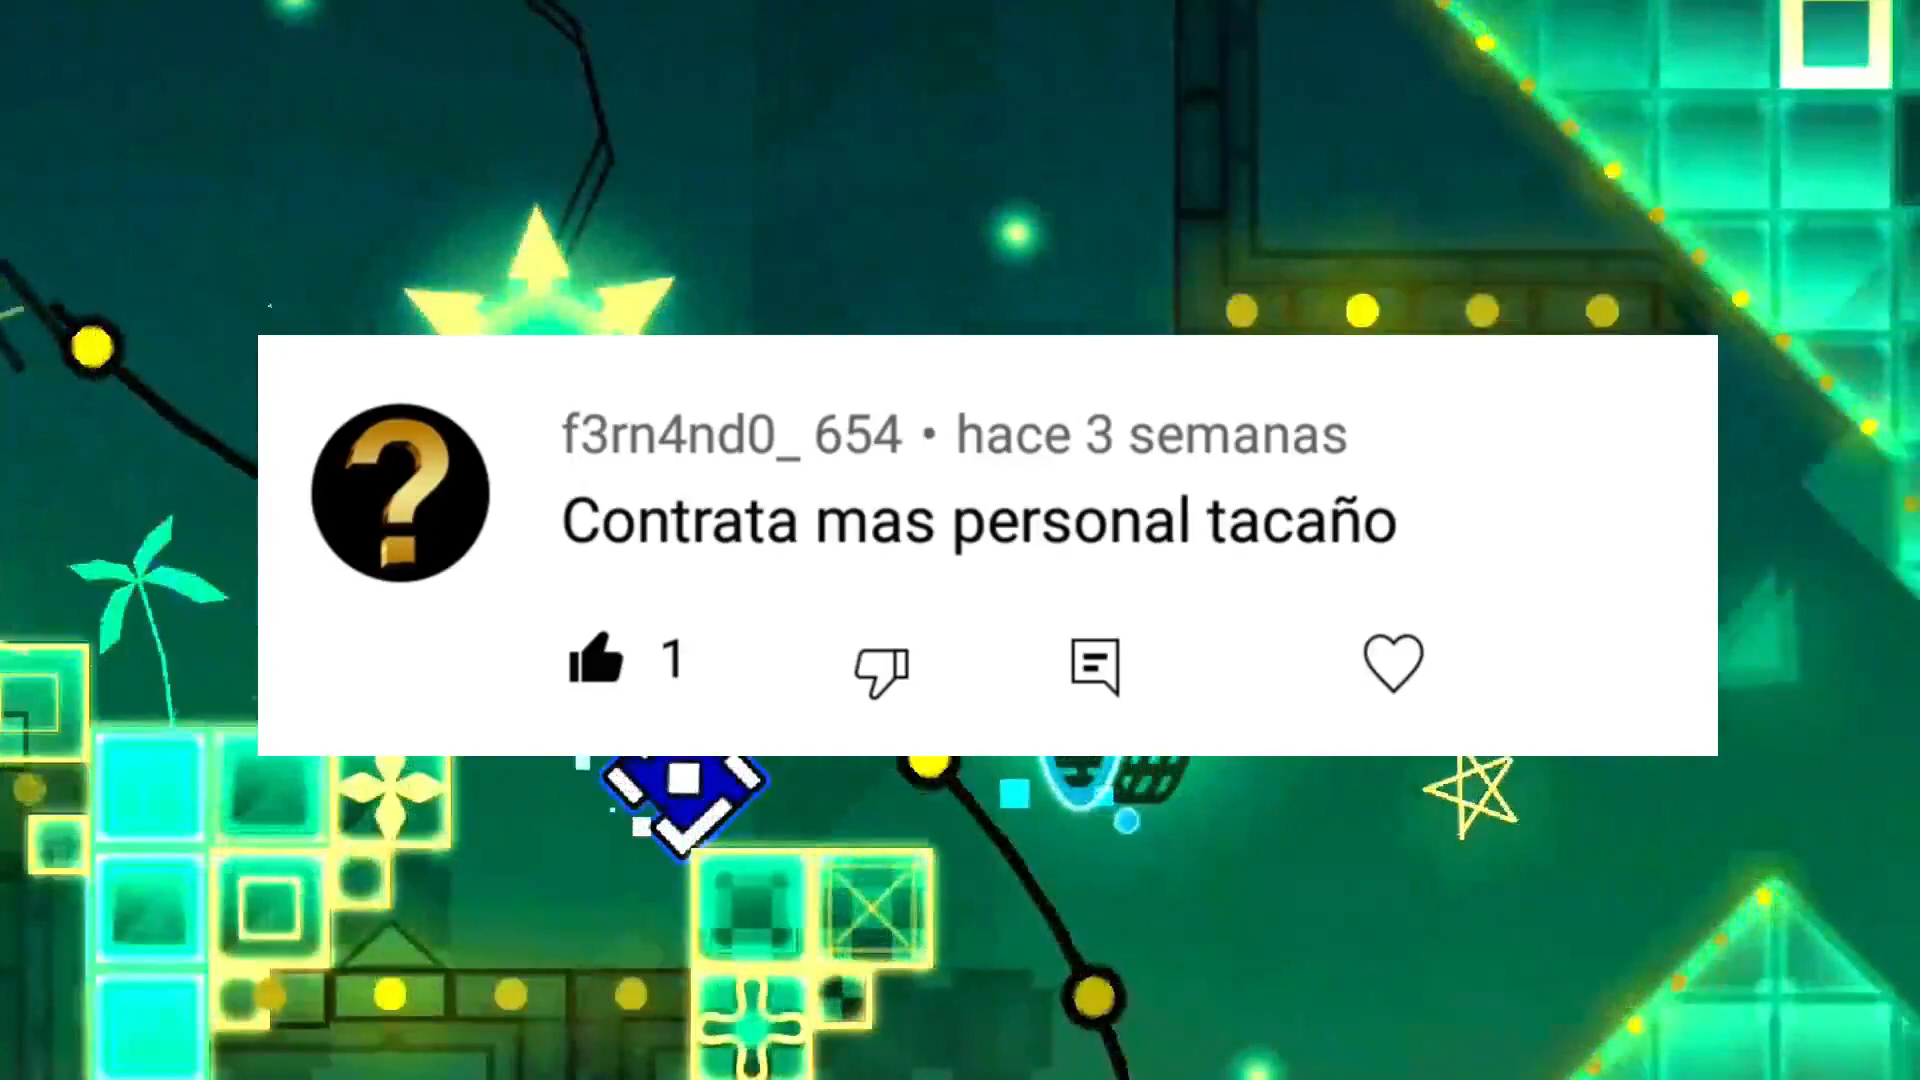 f3rn4nd0_ 654 • hace 3 semanas
Contrata mas personal tacaño
1